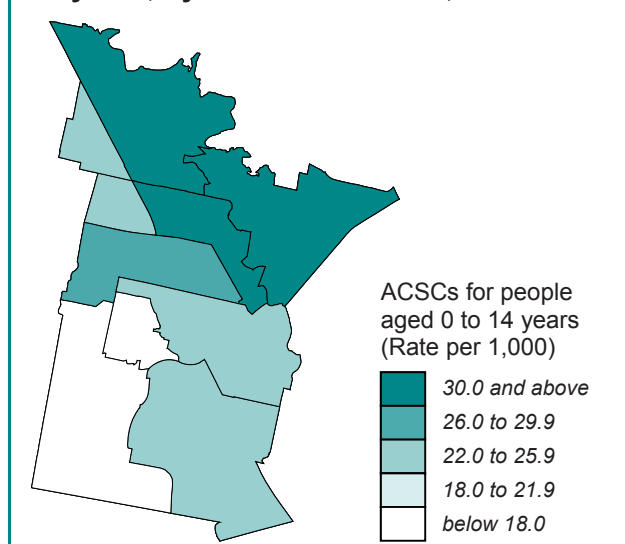 ACSCs for people
aged 0 to 14 years
(Rate per 1,000)
30.0 and above
26.0 to 29.9
22.0 to 25.9
18.0 to 21.9
below 18.0